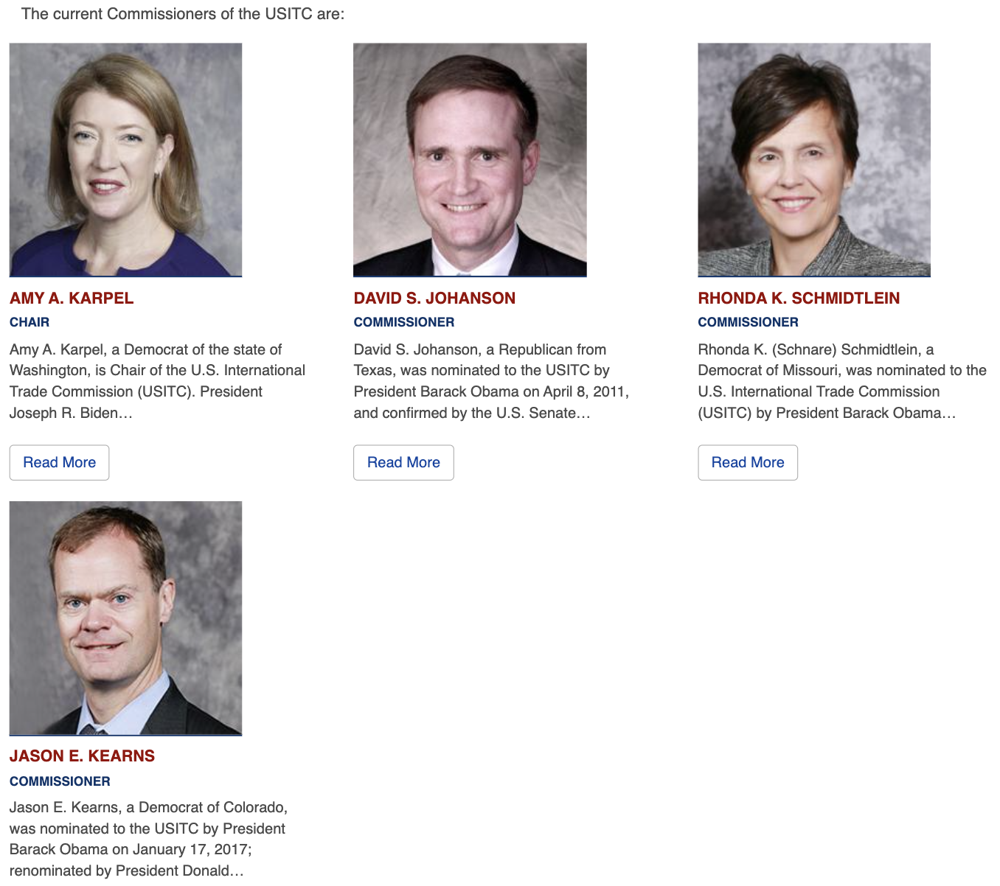 The current Commissioners of the USITC are:
AMY A. KARPEL
CHAIR
Amy A. Karpel, a Democrat of the state of
Washington, is Chair of the U.S. International
Trade Commission (USITC). President
Joseph R. Biden…
Read More
DAVID S. JOHANSON
COMMISSIONER
David S. Johanson, a Republican from
Texas, was nominated to the USITC by
President Barack Obama on April 8, 2011,
and confirmed by the U.S. Senate…
Read More
RHONDA K. SCHMIDTLEIN
COMMISSIONER
Rhonda K. (Schnare) Schmidtlein, a
Democrat of Missouri, was nominated to the
U.S. International Trade Commission
(USITC) by President Barack Obama…
Read More
JASON E. KEARNS
COMMISSIONER
Jason E. Kearns, a Democrat of Colorado,
was nominated to the USITC by President
Barack Obama on January 17, 2017;
renominated by President Donald…